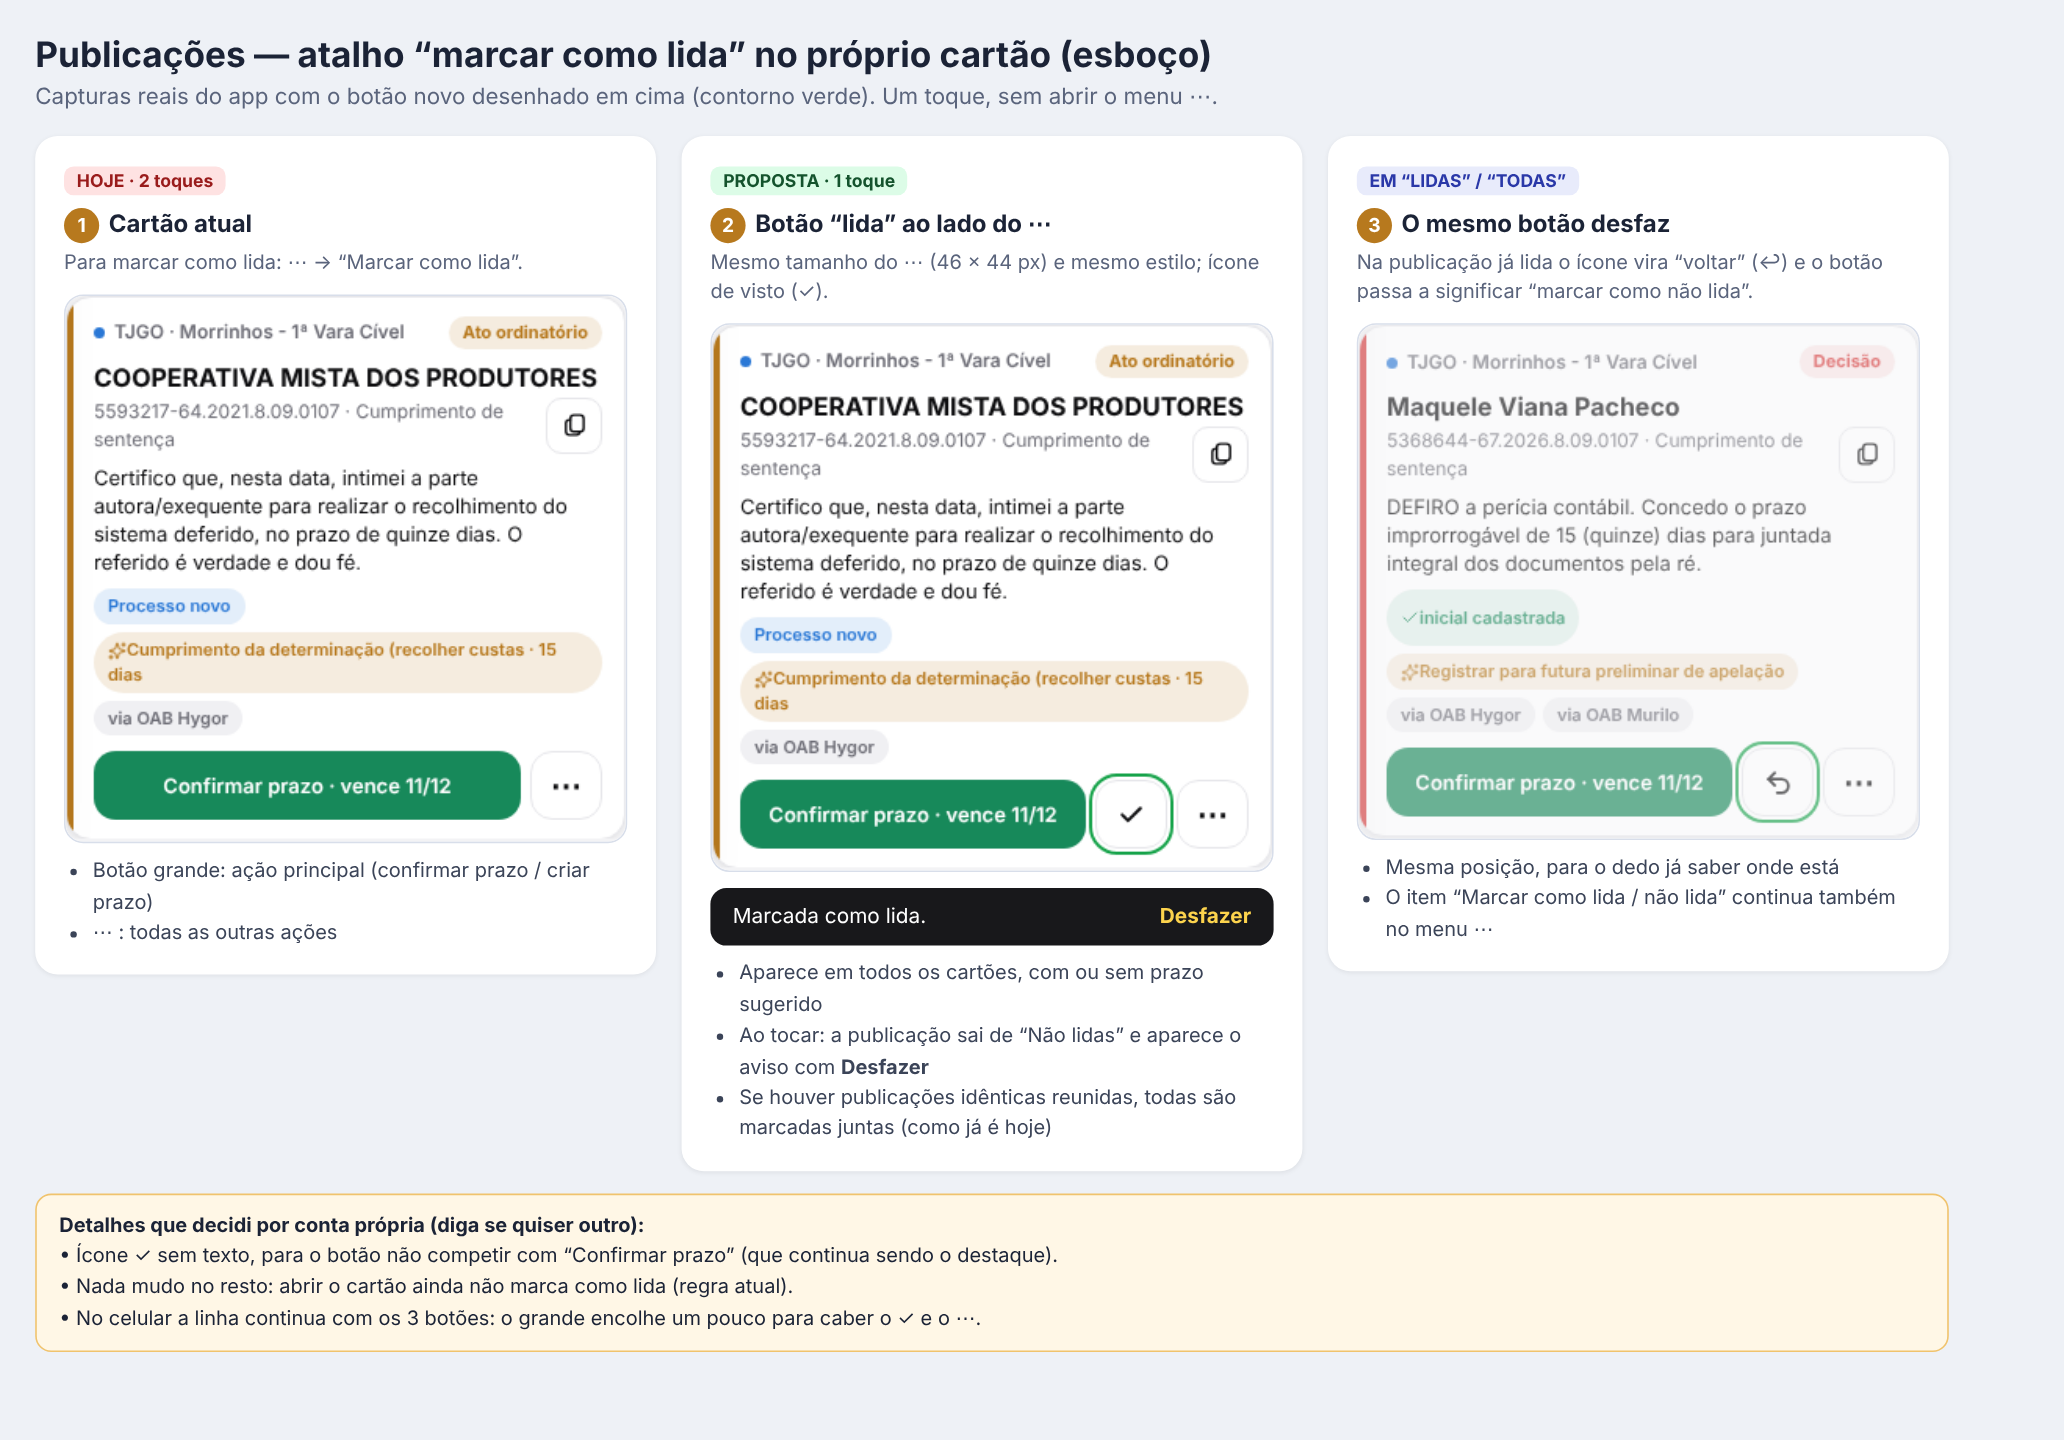 Publicações — atalho “marcar como lida” no próprio cartão (esboço)
Capturas reais do app com o botão novo desenhado em cima (contorno verde). Um toque, sem abrir o menu ···.
HOJE · 2 toques
1 Cartão atual
Para marcar como lida: ··· → “Marcar como lida”.
TJGO · Morrinhos - 1ª Vara Cível
Ato ordinatório
COOPERATIVA MISTA DOS PRODUTORES
5593217-64.2021.8.09.0107 · Cumprimento de
sentença
Certifico que, nesta data, intimei a parte
autora/exequente para realizar o recolhimento do
sistema deferido, no prazo de quinze dias. O
referido é verdade e dou fé.
Processo novo
Cumprimento da determinação (recolher custas · 15
dias
via OAB Hygor
Confirmar prazo · vence 11/12
···
• Botão grande: ação principal (confirmar prazo / criar
prazo)
• ··· : todas as outras ações
PROPOSTA · 1 toque
2 Botão “lida” ao lado do ···
Mesmo tamanho do ··· (46 × 44 px) e mesmo estilo; ícone
de visto (✓).
TJGO · Morrinhos - 1ª Vara Cível
Ato ordinatório
COOPERATIVA MISTA DOS PRODUTORES
5593217-64.2021.8.09.0107 · Cumprimento de
sentença
Certifico que, nesta data, intimei a parte
autora/exequente para realizar o recolhimento do
sistema deferido, no prazo de quinze dias. O
referido é verdade e dou fé.
Processo novo
Cumprimento da determinação (recolher custas · 15
dias
via OAB Hygor
Confirmar prazo · vence 11/12
✓
···
Marcada como lida.
Desfazer
• Aparece em todos os cartões, com ou sem prazo
sugerido
• Ao tocar: a publicação sai de “Não lidas” e aparece o
aviso com Desfazer
• Se houver publicações idênticas reunidas, todas são
marcadas juntas (como já é hoje)
EM “LIDAS” / “TODAS”
3 O mesmo botão desfaz
Na publicação já lida o ícone vira “voltar” (↩) e o botão
passa a significar “marcar como não lida”.
TJGO · Morrinhos - 1ª Vara Cível
Decisão
Maquele Viana Pacheco
5368644-67.2026.8.09.0107 · Cumprimento de
sentença
DEFIRO a perícia contábil. Concedo o prazo
improrrogável de 15 (quinze) dias para juntada
integral dos documentos pela ré.
✓inicial cadastrada
Registrar para futura preliminar de apelação
via OAB Hygor
via OAB Murilo
Confirmar prazo · vence 11/12
···
• Mesma posição, para o dedo já saber onde está
• O item “Marcar como lida / não lida” continua também
no menu ···
Detalhes que decidi por conta própria (diga se quiser outro):
• Ícone ✓ sem texto, para o botão não competir com “Confirmar prazo” (que continua sendo o destaque).
• Nada mudo no resto: abrir o cartão ainda não marca como lida (regra atual).
• No celular a linha continua com os 3 botões: o grande encolhe um pouco para caber o ✓ e o ···.